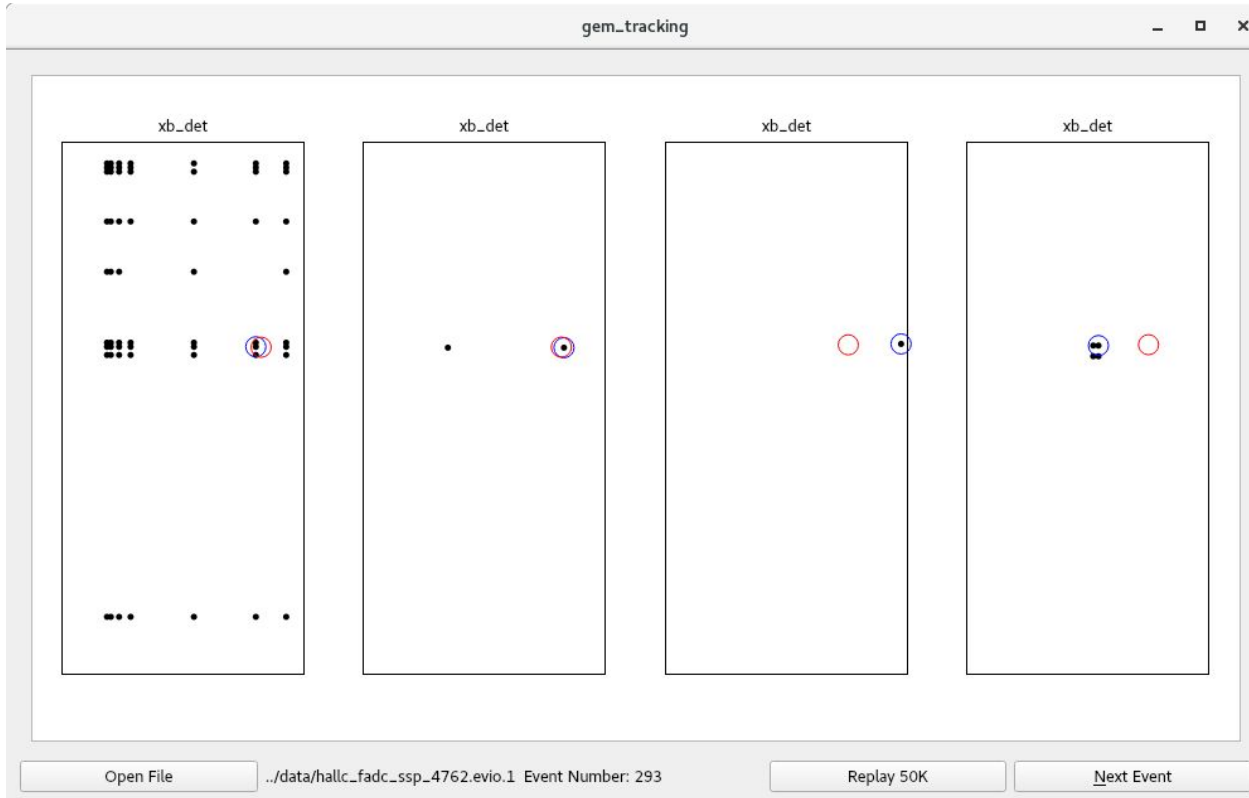 gem_tracking
xb_det xb_det xb_det xb_det
Open File ../data/hallc_fadc_ssp_4762.evio.1 Event Number: 293 Replay 50K Next Event